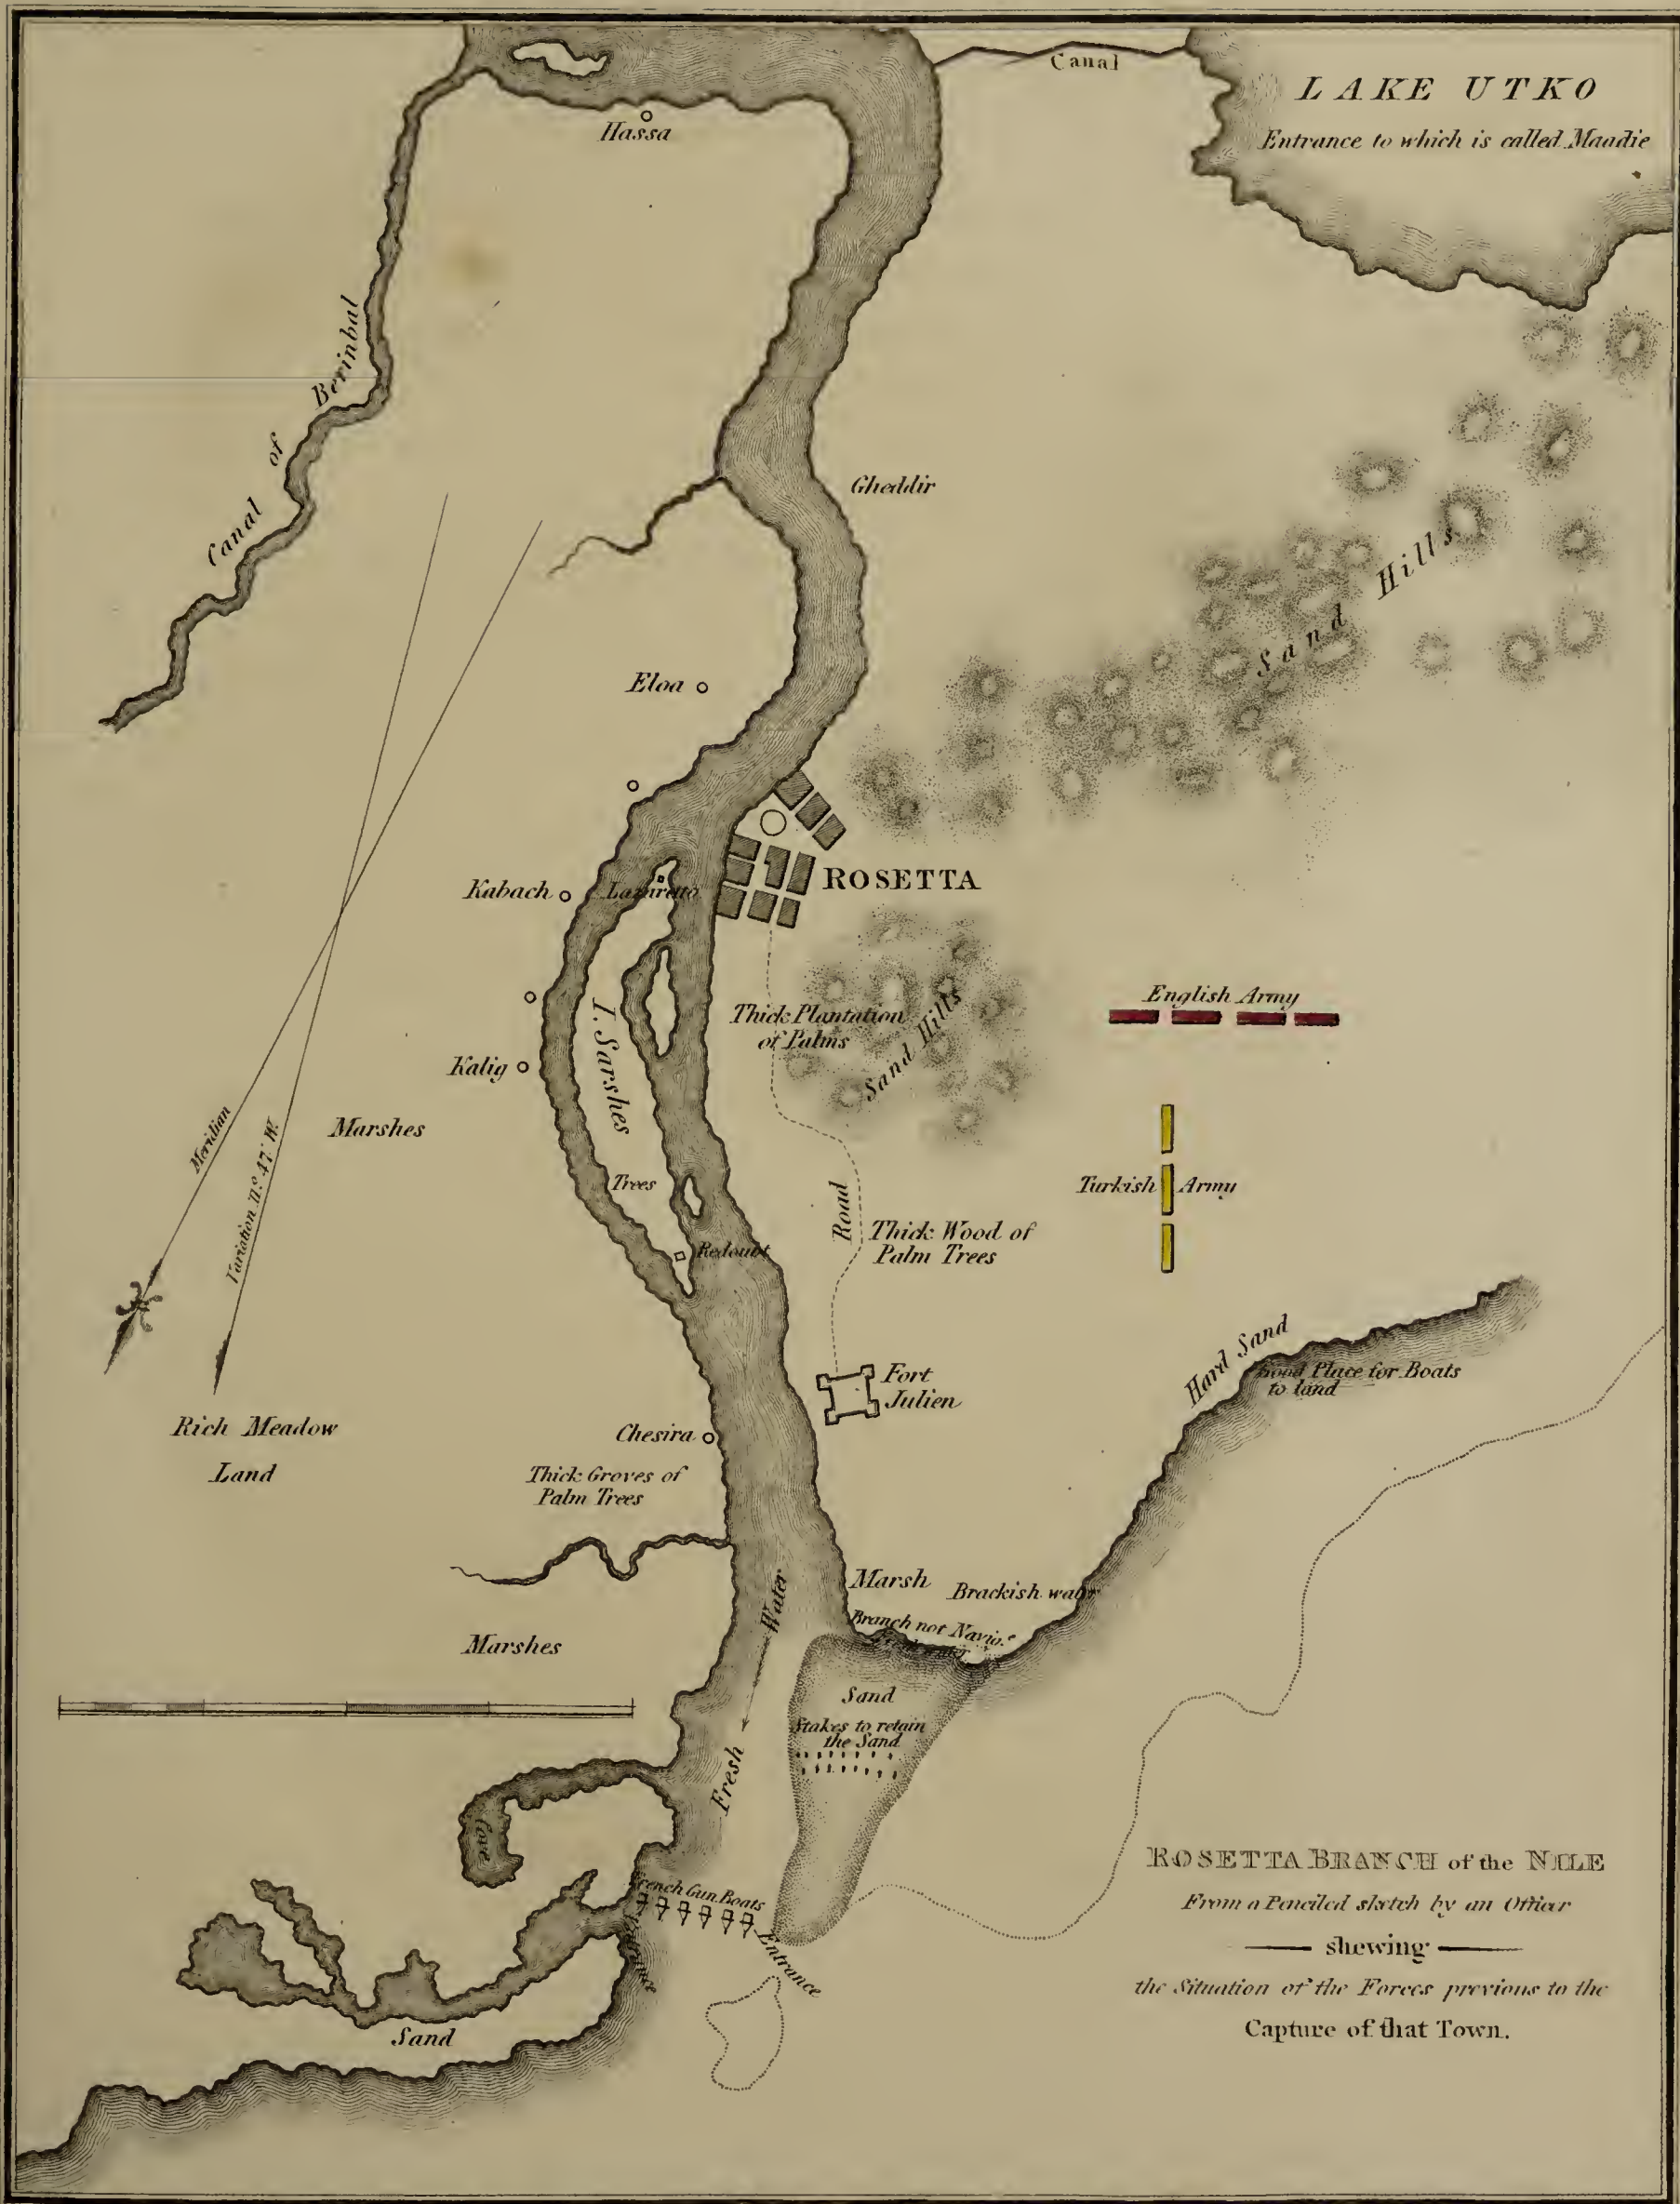 Canal
LAKE UTKO
Entrance to which is called Maadie
Hassa
Canal of Berinbal
Gheddir
Sand Hills
Eloa
Kabach
Lazaretto
ROSETTA
English Army
Thick Plantation
of Palms
Sand Hills
I. Sarshes
Kalig
Marshes
Meridian
Variation
Trees
Turkish Army
Road
Thick Wood of
Palm Trees
Redoubt
Hard Sand
Good Place for Boats
to land
Fort
Julien
Rich Meadow
Land
Chesira
Thick Groves of
Palm Trees
Marsh
Brackish water
Branch not Navig.e
Marshes
Fresh Water
Sand
Stakes to retain
the Sand
Cove
French Gun Boats
Entrance
Entrance
Sand
ROSETTA BRANCH of the NILE
From a Penciled sketch by an Officer
shewing
the Situation of the Forces previous to the
Capture of that Town.